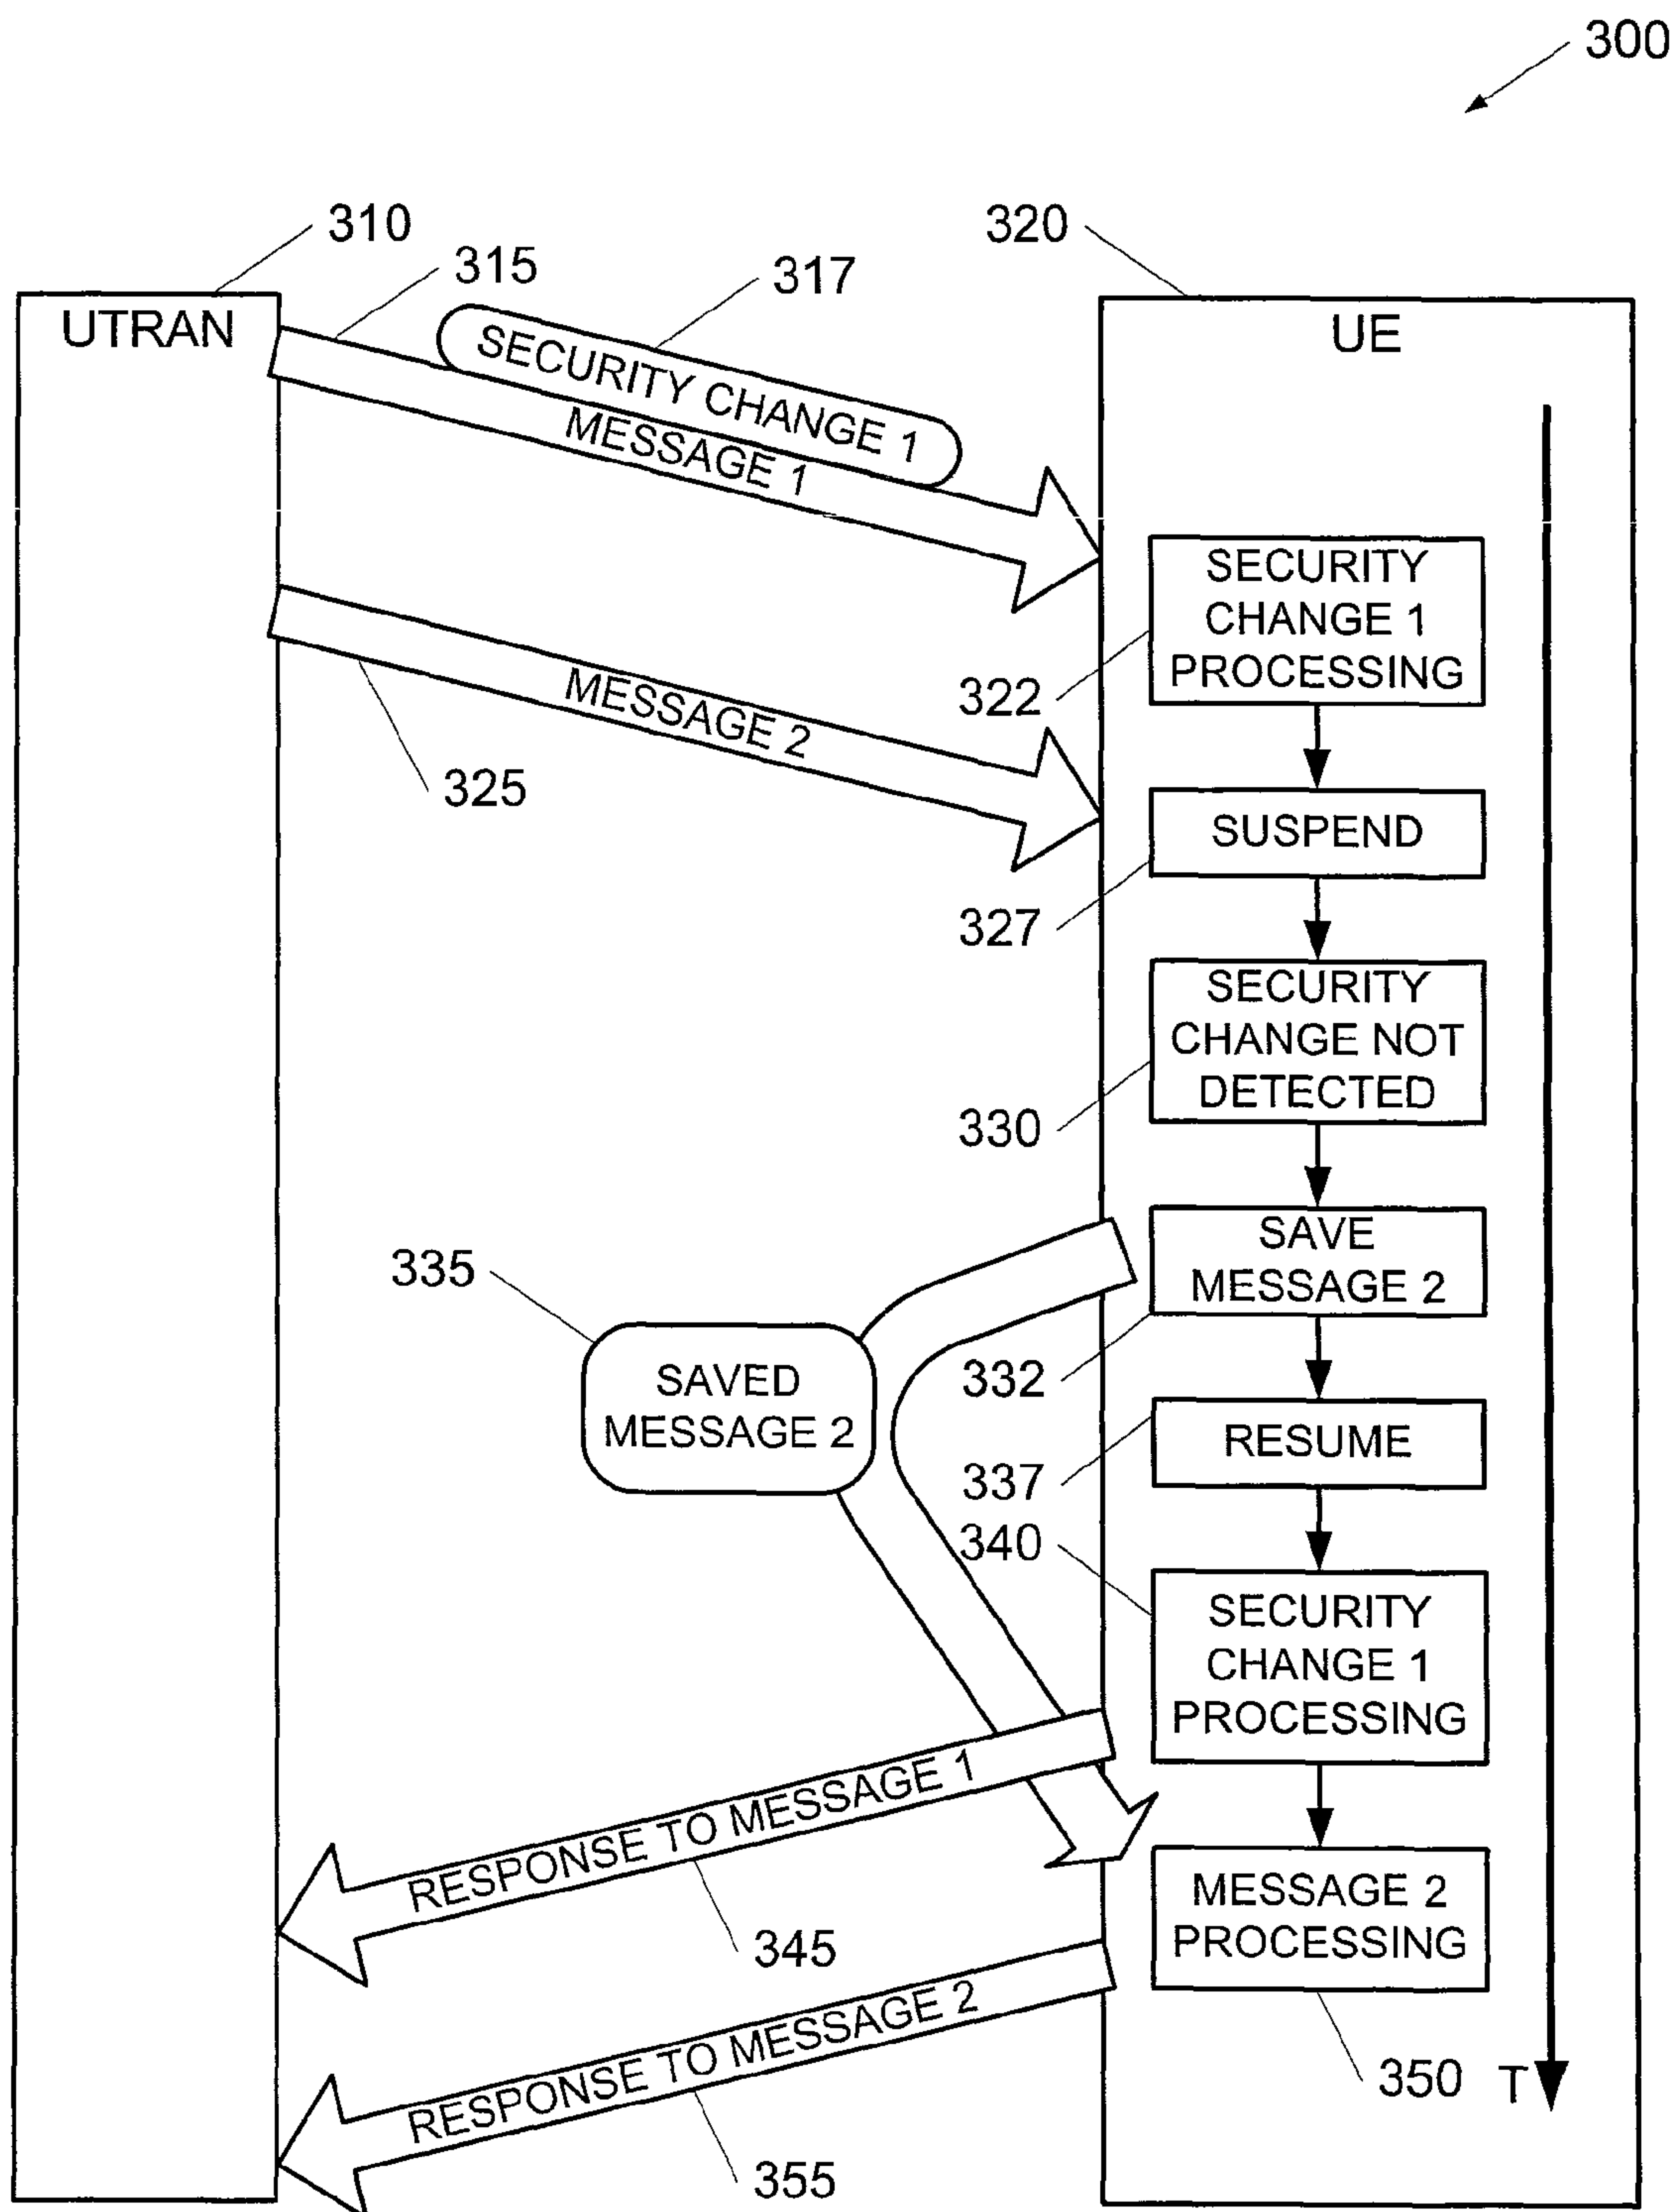 300
310
315
317
320
UTRAN
SECURITY CHANGE 1
MESSAGE 1
UE
SECURITY
CHANGE 1
PROCESSING
322
MESSAGE 2
325
SUSPEND
327
SECURITY
CHANGE NOT
DETECTED
330
SAVE
MESSAGE 2
332
335
SAVED
MESSAGE 2
RESUME
337
340
SECURITY
CHANGE 1
PROCESSING
RESPONSE TO MESSAGE 1
345
MESSAGE 2
PROCESSING
350
T
RESPONSE TO MESSAGE 2
355